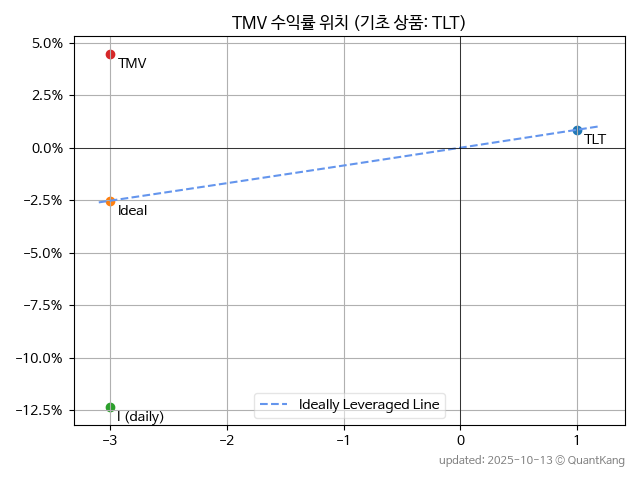 TMV 수익률 위치 (기초 상품: TLT)
5.0%
TMV
2.5%
0.0%
TLT
−2.5%
Ideal
−5.0%
−7.5%
−10.0%
−12.5%
I (daily)
Ideally Leveraged Line
−3 −2 −1 0 1
updated: 2025-10-13 © QuantKang